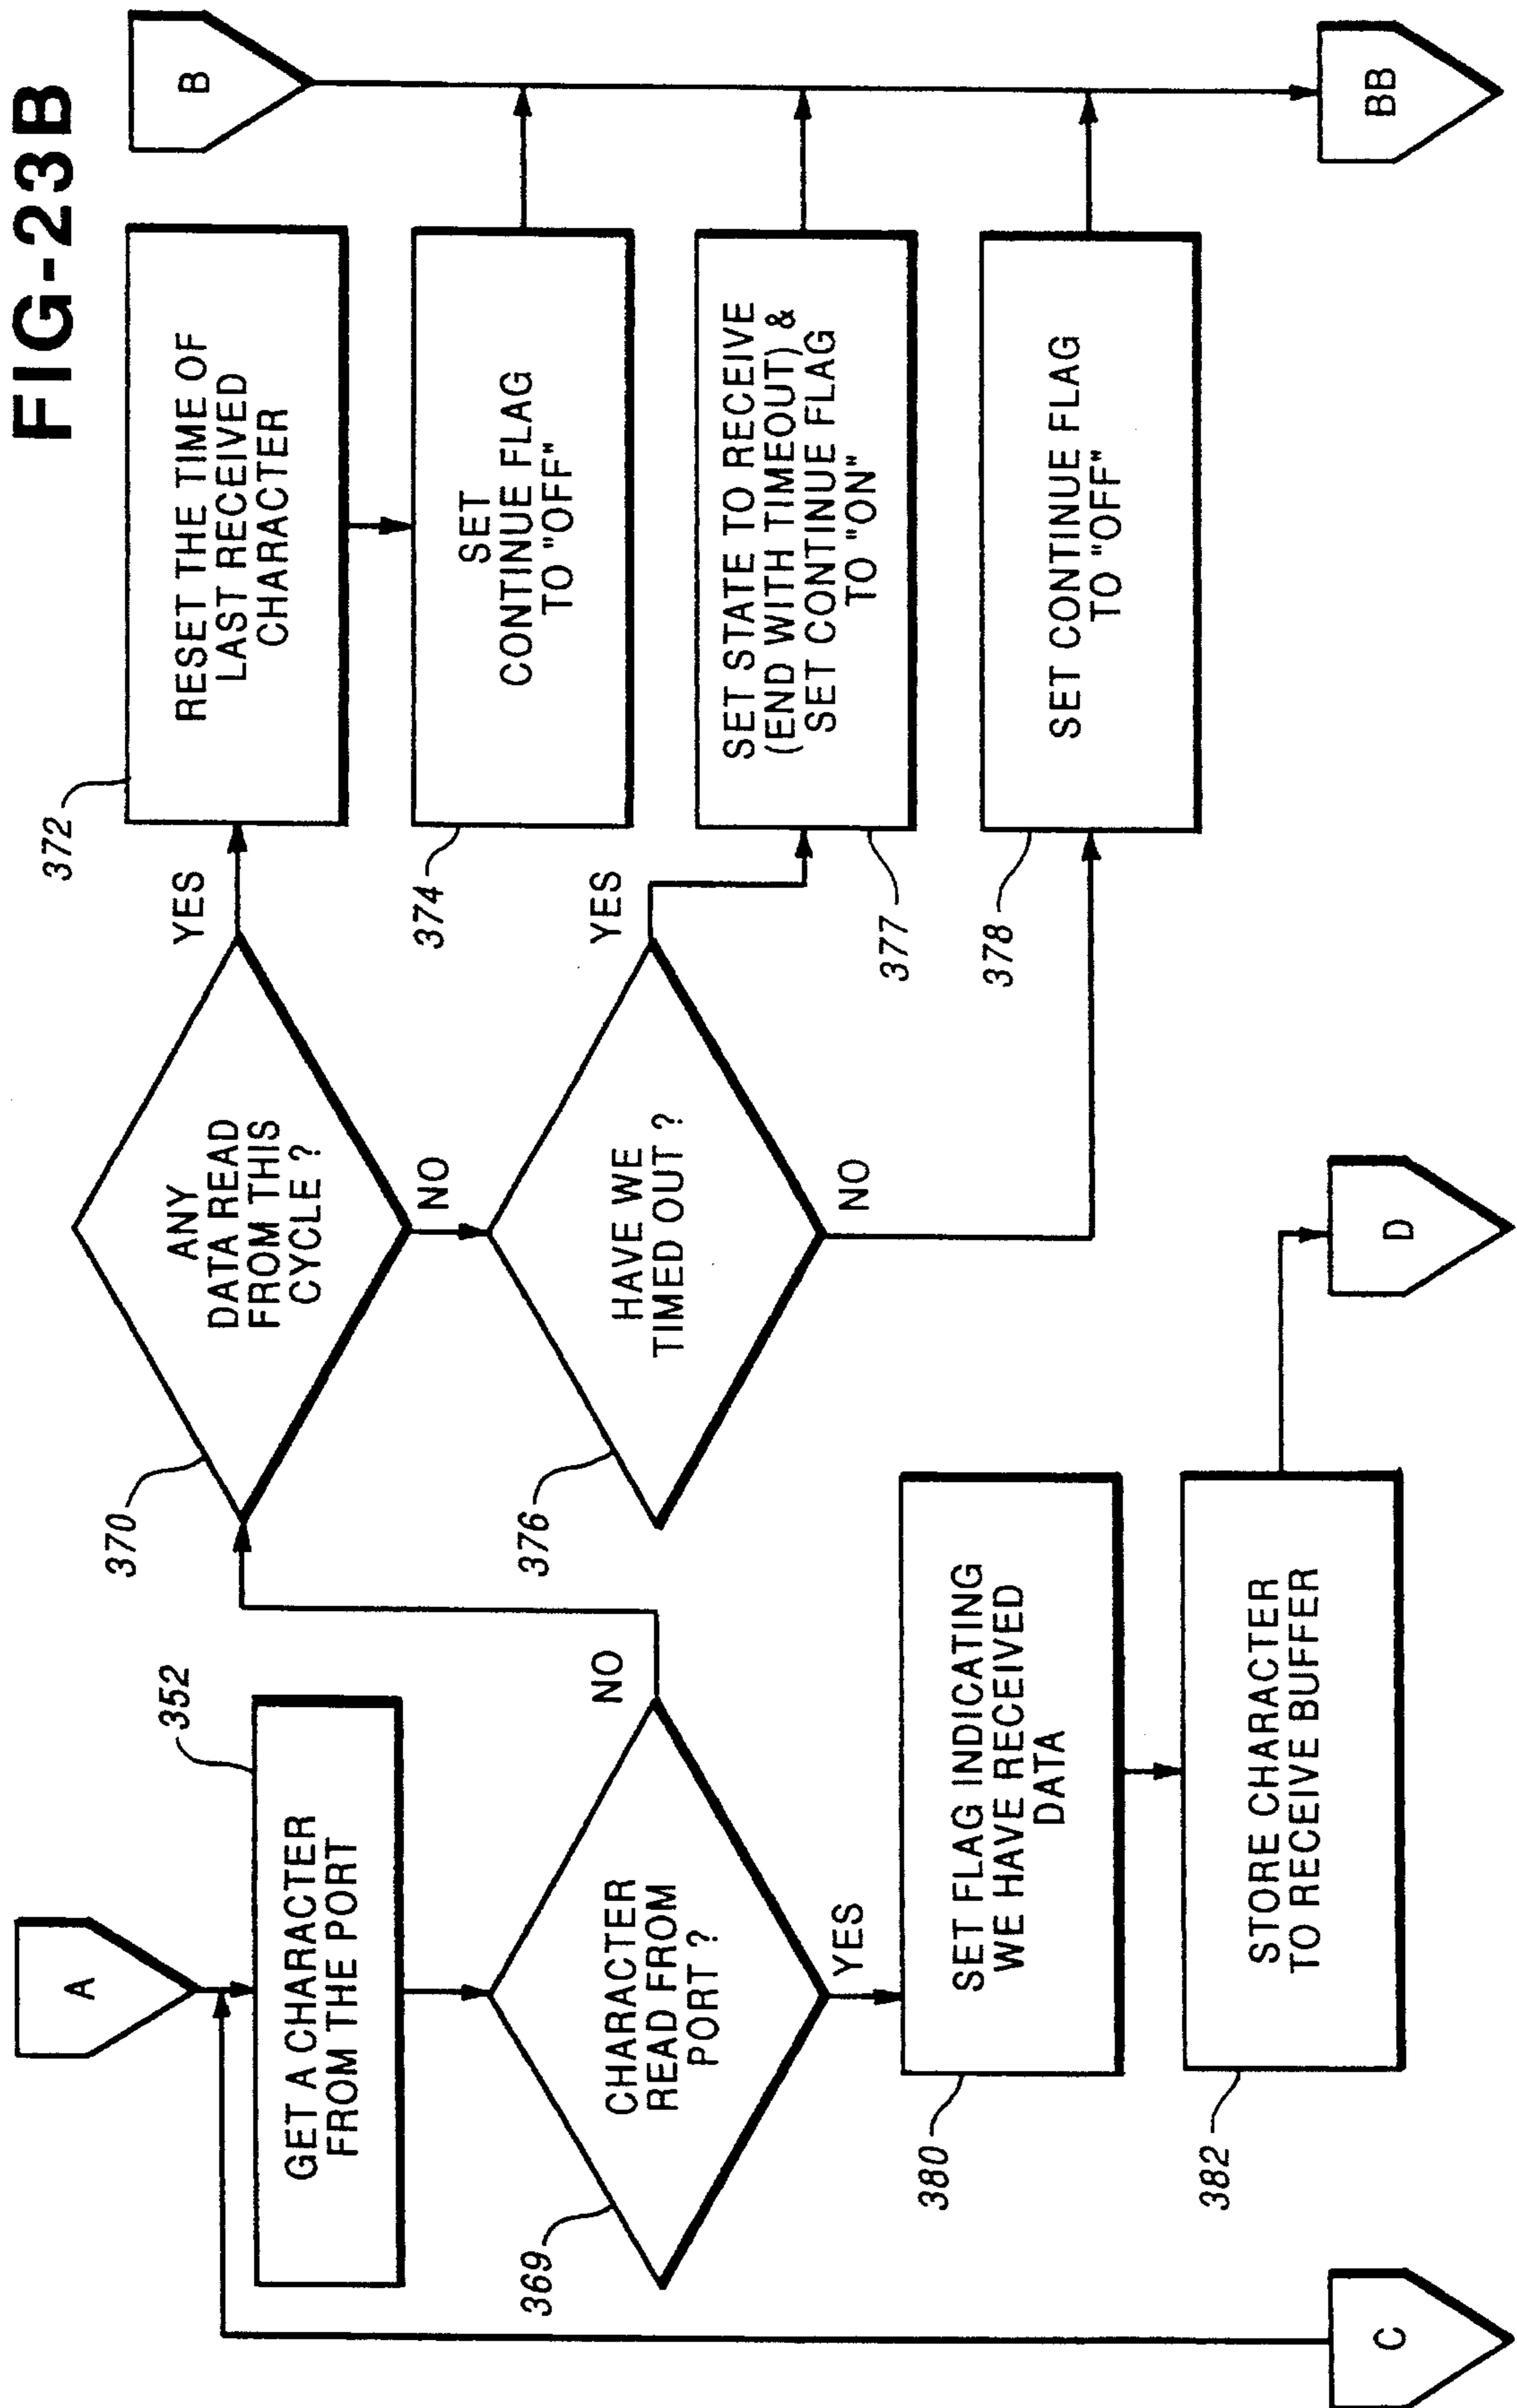 FIG-23B
A
352
GET A CHARACTER
FROM THE PORT
369
CHARACTER
READ FROM
PORT ?
NO
YES
380
SET FLAG INDICATING
WE HAVE RECEIVED
DATA
382
STORE CHARACTER
TO RECEIVE BUFFER
C
D
370
ANY
DATA READ
FROM THIS
CYCLE ?
YES
NO
376
HAVE WE
TIMED OUT ?
YES
NO
372
RESET THE TIME OF
LAST RECEIVED
CHARACTER
374
SET
CONTINUE FLAG
TO "OFF"
377
SET STATE TO RECEIVE
(END WITH TIMEOUT) &
SET CONTINUE FLAG
TO "ON"
378
SET CONTINUE FLAG
TO "OFF"
B
BB